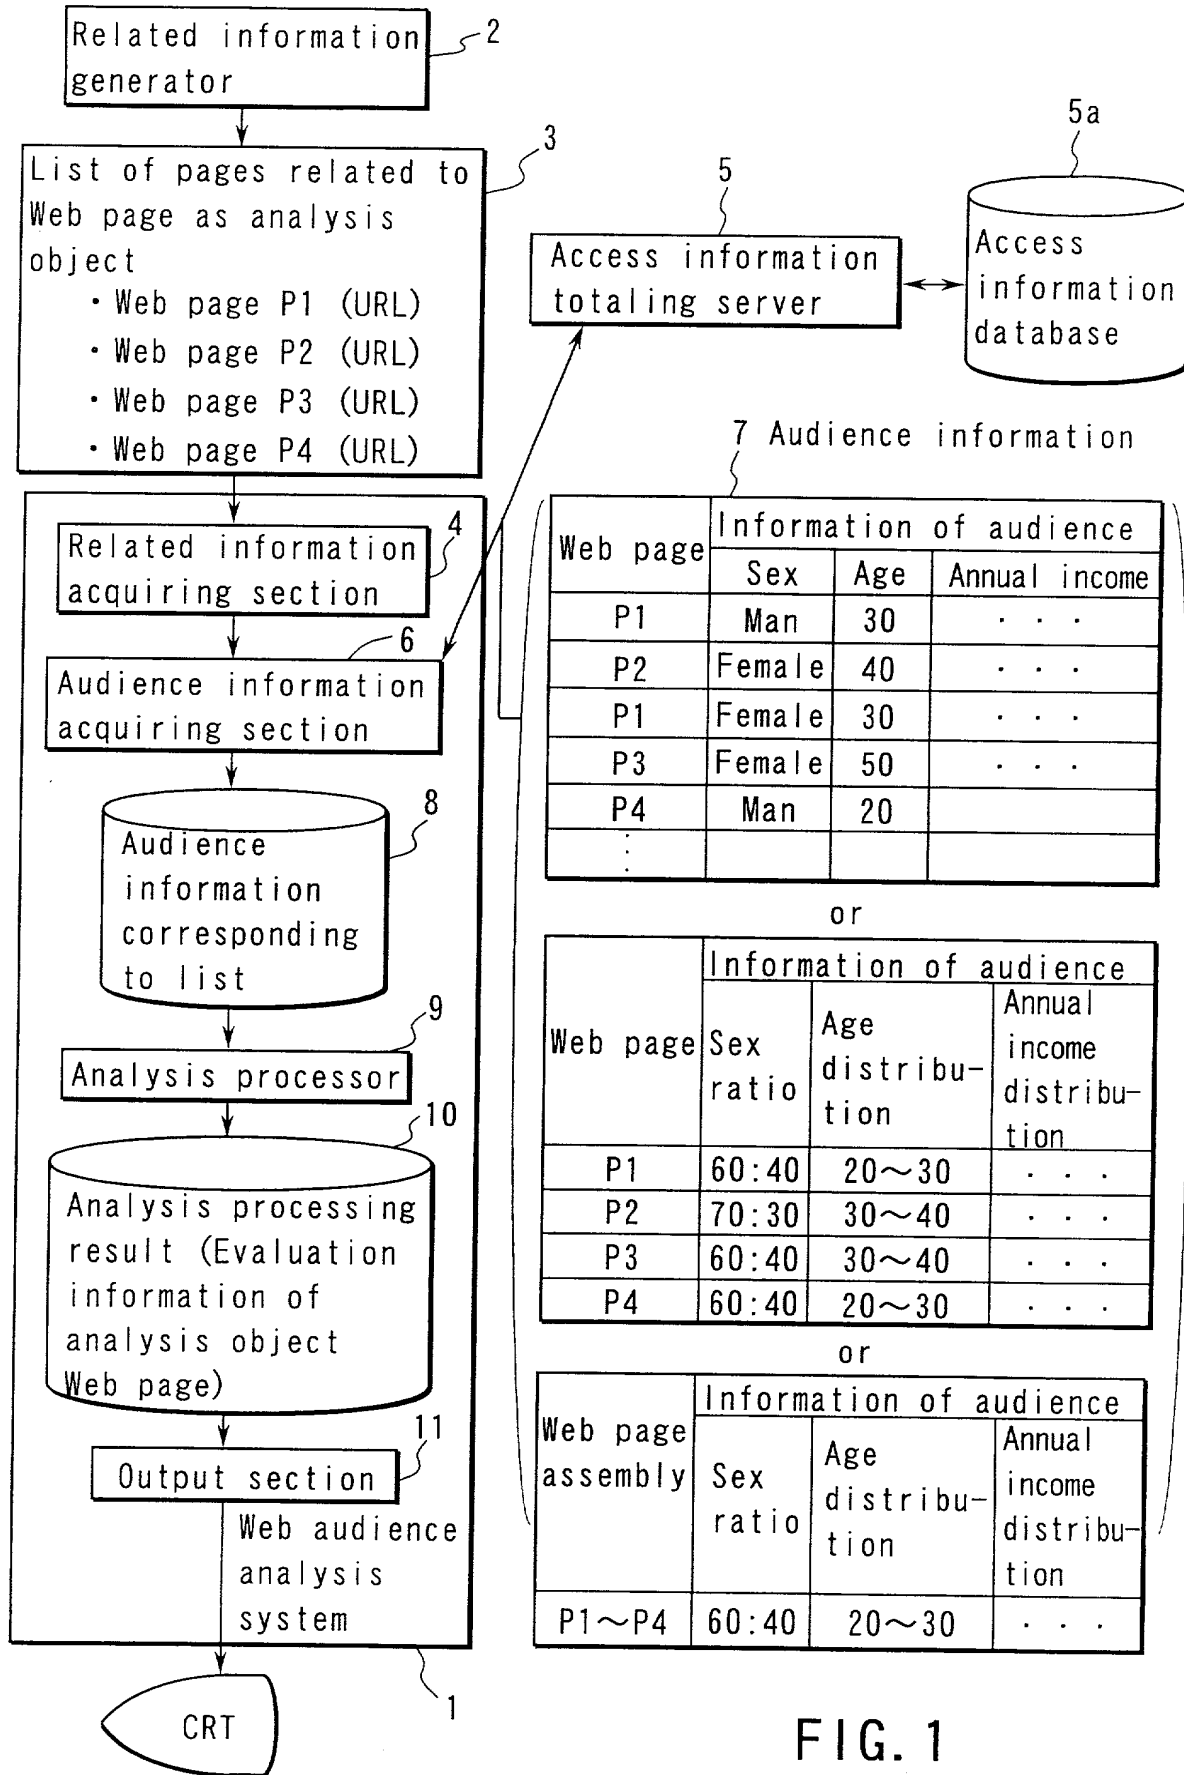 Related information
generator
2
List of pages related to
Web page as analysis
object
・Web page P1 (URL)
・Web page P2 (URL)
・Web page P3 (URL)
・Web page P4 (URL)
3
5
Access information
totaling server
5a
Access
information
database
Related information
acquiring section
4
6
Audience information
acquiring section
8
Audience
information
corresponding
to list
9
Analysis processor
10
Analysis processing
result (Evaluation
information of
analysis object
Web page)
11
Output section
Web audience
analysis
system
1
CRT
7 Audience information
Web page Information of audience
Sex Age Annual income
P1 Man 30 ・・・
P2 Female 40 ・・・
P1 Female 30 ・・・
P3 Female 50 ・・・
P4 Man 20
⋮
or
Information of audience
Web page
Sex
ratio
Age
distribu-
tion
Annual
income
distribu-
tion
P1 60:40 20～30 ・・・
P2 70:30 30～40 ・・・
P3 60:40 30～40 ・・・
P4 60:40 20～30 ・・・
or
Information of audience
Web page
assembly
Sex
ratio
Age
distribu-
tion
Annual
income
distribu-
tion
P1～P4 60:40 20～30 ・・・
FIG. 1